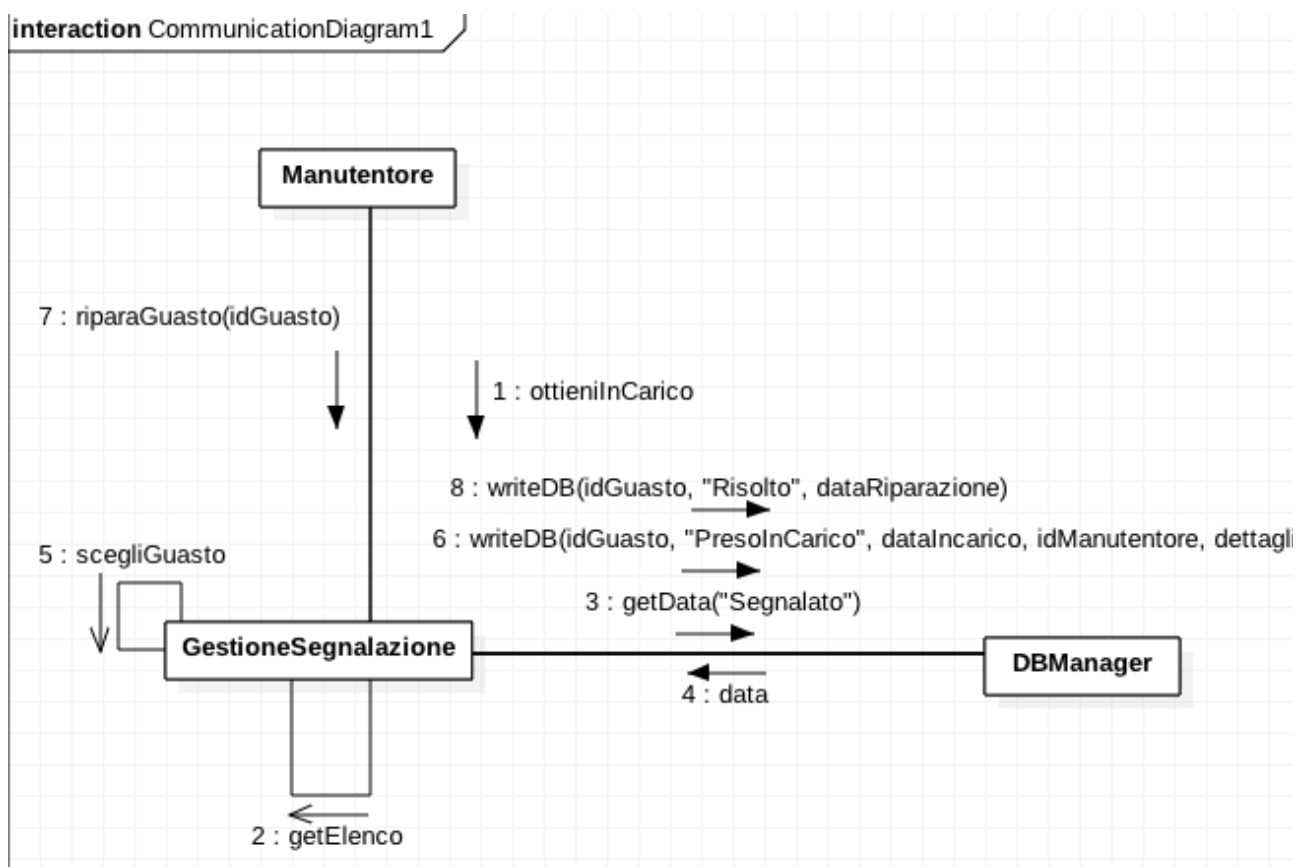 interaction CommunicationDiagram1
Manutentore
7 : riparaGuasto(idGuasto)
1 : ottieniInCarico
8 : writeDB(idGuasto, "Risolto", dataRiparazione)
6 : writeDB(idGuasto, "PresoInCarico", dataIncarico, idManutentore, dettagli
5 : scegliGuasto
3 : getData("Segnalato")
GestioneSegnalazione
DBManager
4 : data
2 : getElenco